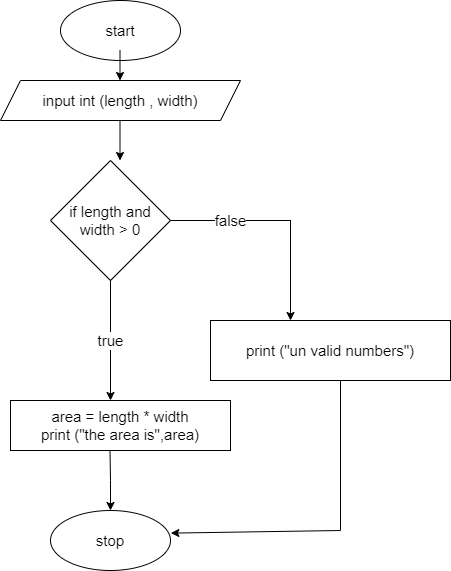 start
input int (length , width)
if length and
width > 0
false
true
print ("un valid numbers")
area = length * width
print ("the area is",area)
stop